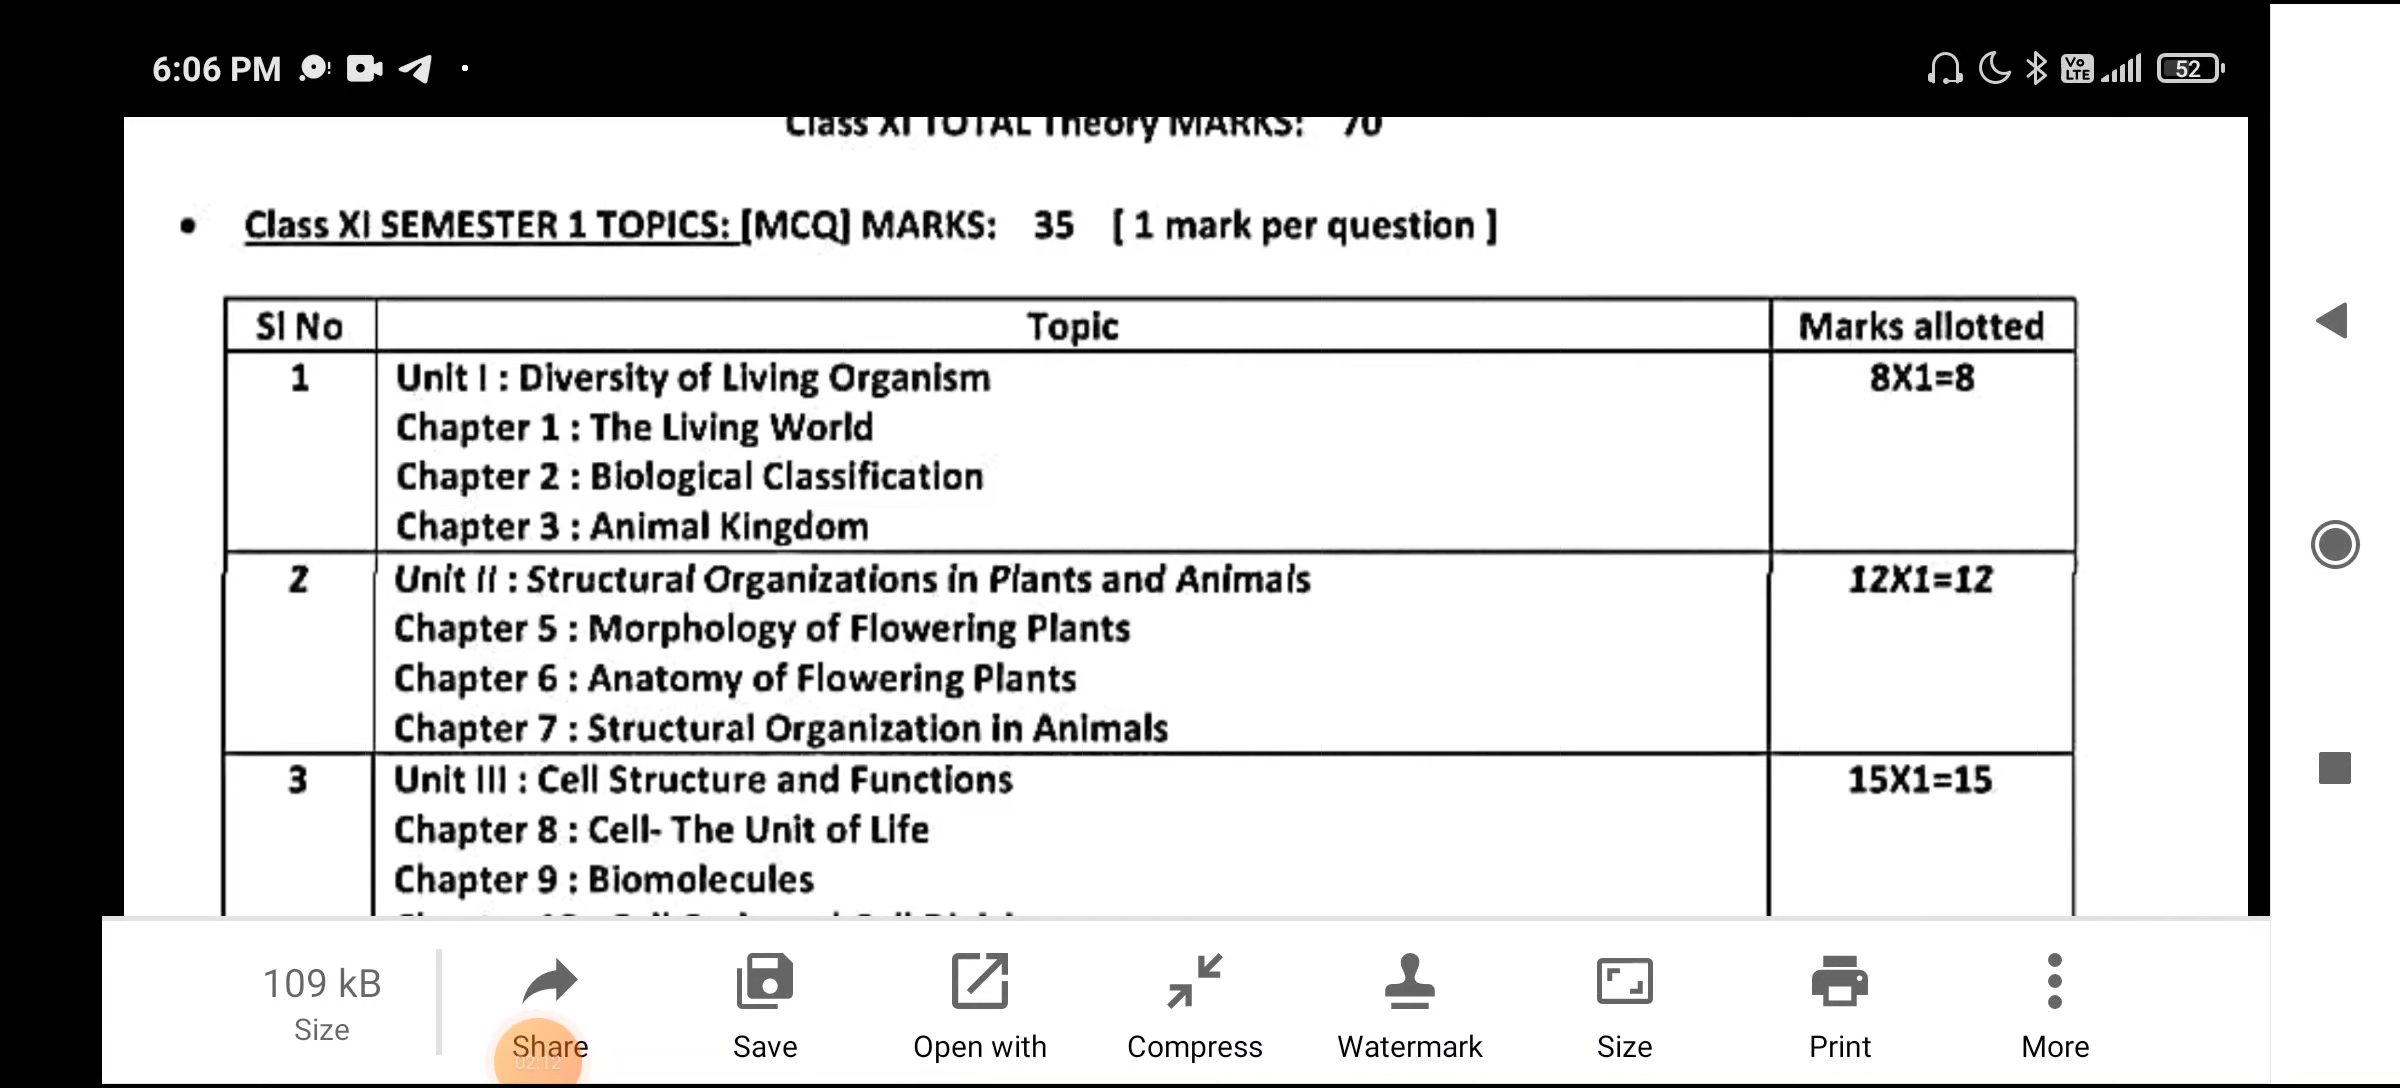 6:06 PM
Vo LTE
52
Class XI TOTAL Theory MARKS: 70
• Class XI SEMESTER 1 TOPICS: [MCQ] MARKS: 35 [ 1 mark per question ]
Sl No Topic Marks allotted
1 Unit I : Diversity of Living Organism 8X1=8
Chapter 1 : The Living World
Chapter 2 : Biological Classification
Chapter 3 : Animal Kingdom
2 Unit II : Structural Organizations in Plants and Animals 12X1=12
Chapter 5 : Morphology of Flowering Plants
Chapter 6 : Anatomy of Flowering Plants
Chapter 7 : Structural Organization in Animals
3 Unit III : Cell Structure and Functions 15X1=15
Chapter 8 : Cell- The Unit of Life
Chapter 9 : Biomolecules
109 kB
Size Share Save Open with Compress Watermark Size Print More
02:12